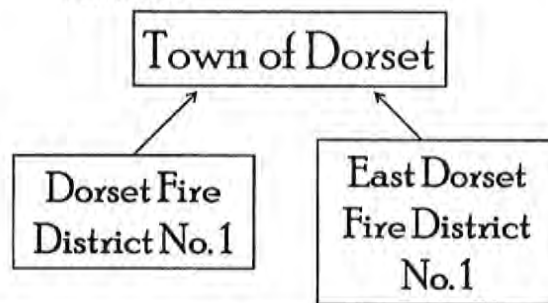 Town of Dorset
Dorset Fire
District No. 1
East Dorset
Fire District
No. 1